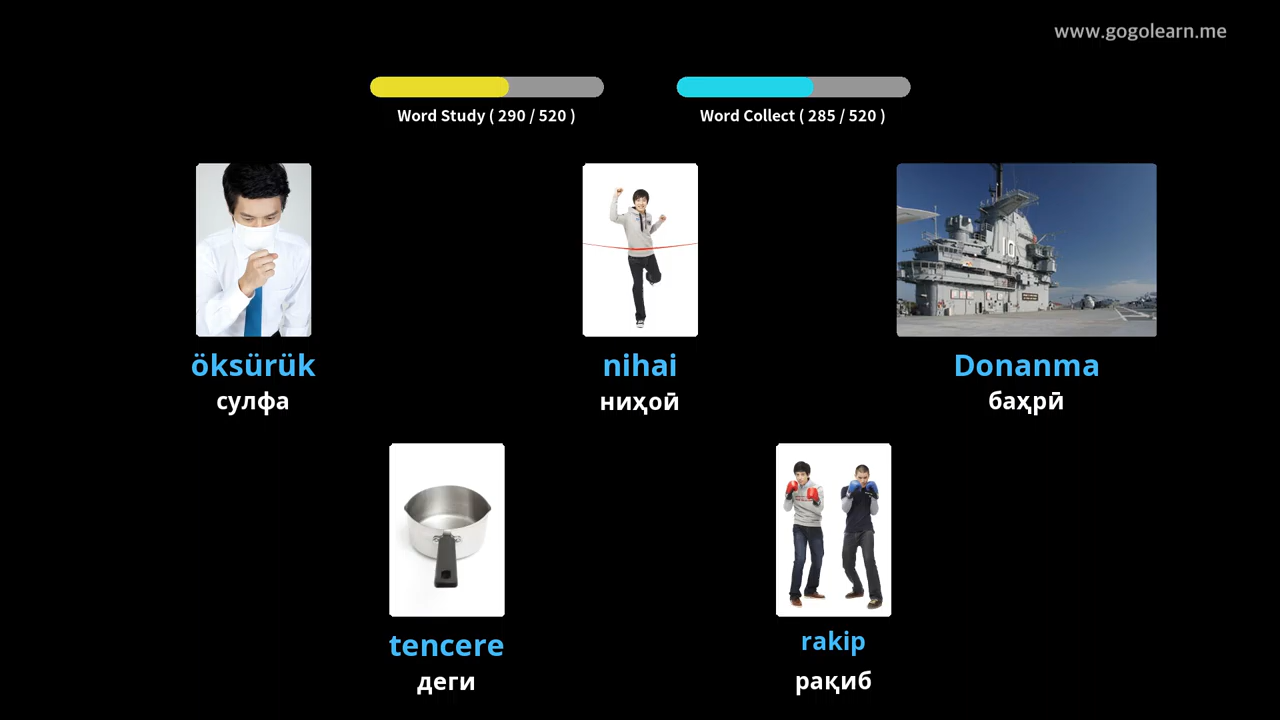 www.gogolearn.me
Word Study ( 290 / 520 )
Word Collect ( 285 / 520 )
16
öksürük
сулфа
nihai
ниҳоӣ
Donanma
баҳрӣ
tencere
деги
rakip
рақиб